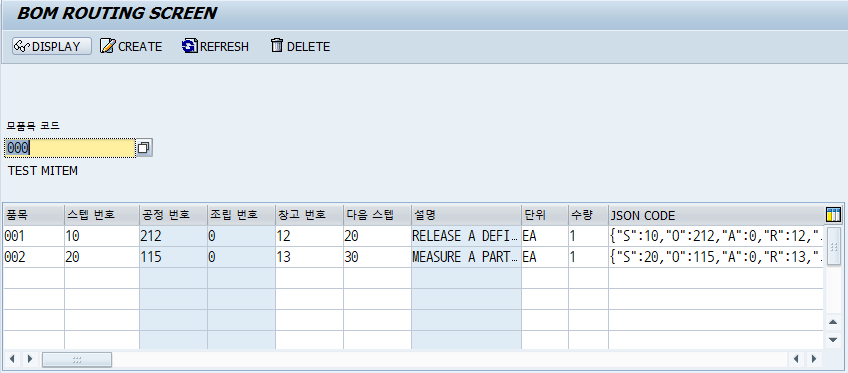 BOM ROUTING SCREEN
DISPLAY CREATE REFRESH DELETE
모품목 코드
000
TEST MITEM
품목 스텝 번호 공정 번호 조립 번호 창고 번호 다음 스텝 설명 단위 수량 JSON CODE
001 10 212 0 12 20 RELEASE A DEFI... EA 1 {"S":10,"O":212,"A":0,"R":12,"...
002 20 115 0 13 30 MEASURE A PART... EA 1 {"S":20,"O":115,"A":0,"R":13,"...